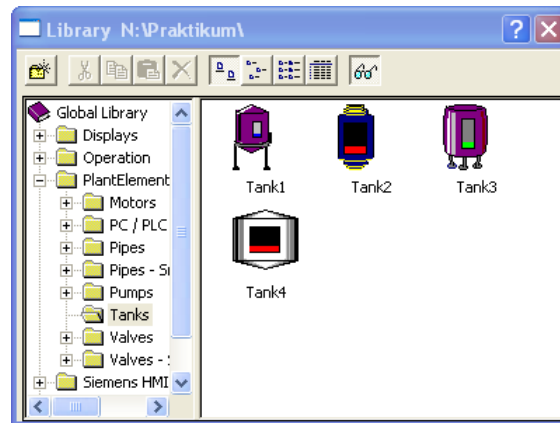 Library N:\Praktikum\
Global Library
Displays
Operation
PlantElement
Motors
PC / PLC
Pipes
Pipes - Sı
Pumps
Tanks
Valves
Valves - :
Siemens HMI
Tank1
Tank2
Tank3
Tank4